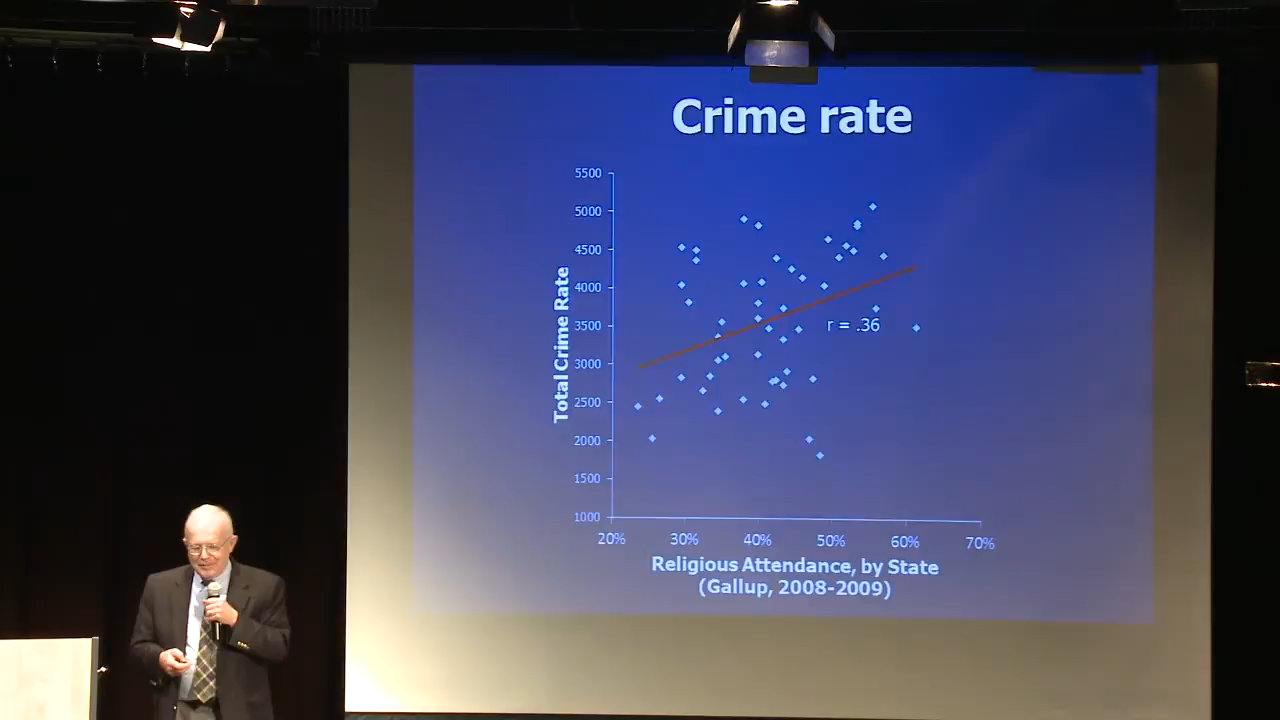 Crime rate
5500
5000
4500
4000
3500
3000
2500
2000
1500
1000
Total Crime Rate
r = .36
20% 30% 40% 50% 60% 70%
Religious Attendance, by State
(Gallup, 2008-2009)